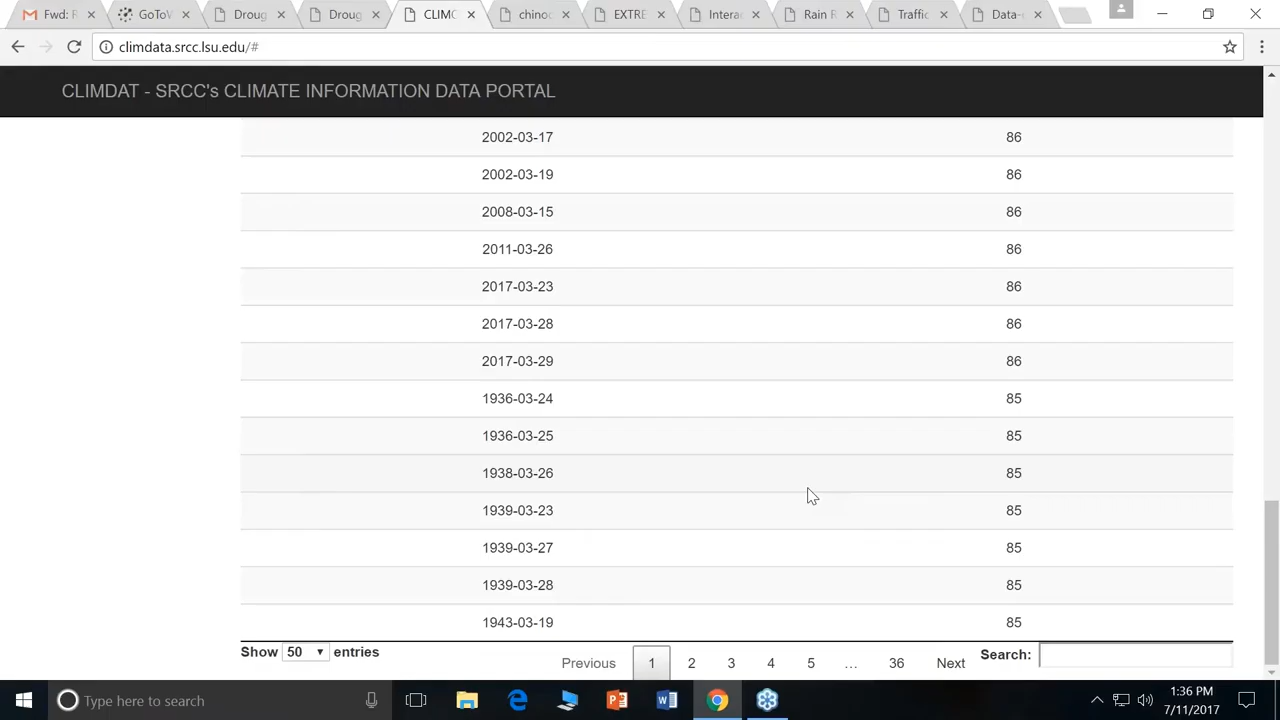 Fwd: R
GoToV
Droug
Droug
CLIMC
chinoc
EXTRE
Intera
Rain R
Traffic
Data-
climdata.srcc.lsu.edu/#
CLIMDAT - SRCC's CLIMATE INFORMATION DATA PORTAL
2002-03-17 86
2002-03-19 86
2008-03-15 86
2011-03-26 86
2017-03-23 86
2017-03-28 86
2017-03-29 86
1936-03-24 85
1936-03-25 85
1938-03-26 85
1939-03-23 85
1939-03-27 85
1939-03-28 85
1943-03-19 85
Show 50 entries
Previous 1 2 3 4 5 … 36 Next
Search:
Type here to search
1:36 PM
7/11/2017